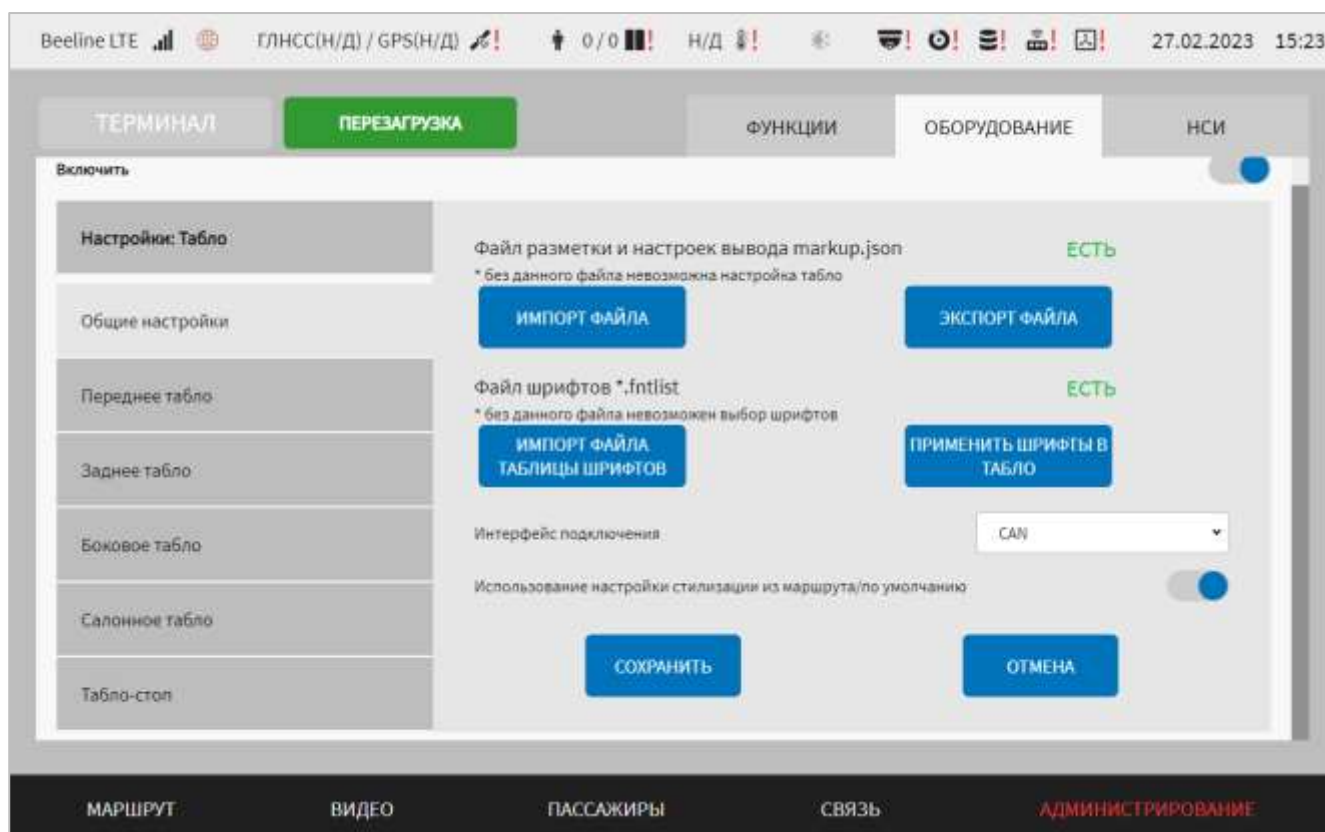 Beeline LTE ГЛНСС(Н/Д) / GPS(Н/Д) ! 0/0 ! Н/Д ! ! ! ! ! ! 27.02.2023 15:23
ТЕРМИНАЛ ПЕРЕЗАГРУЗКА ФУНКЦИИ ОБОРУДОВАНИЕ НСИ
Включить
Настройки: Табло
Общие настройки
Переднее табло
Заднее табло
Боковое табло
Салонное табло
Табло-стоп
Файл разметки и настроек вывода markup.json ЕСТЬ
* без данного файла невозможна настройка табло
ИМПОРТ ФАЙЛА ЭКСПОРТ ФАЙЛА
Файл шрифтов *.fntlist ЕСТЬ
* без данного файла невозможен выбор шрифтов
ИМПОРТ ФАЙЛА
ТАБЛИЦЫ ШРИФТОВ
ПРИМЕНИТЬ ШРИФТЫ В
ТАБЛО
Интерфейс подключения CAN
Использование настройки стилизации из маршрута/по умолчанию
СОХРАНИТЬ ОТМЕНА
МАРШРУТ ВИДЕО ПАССАЖИРЫ СВЯЗЬ АДМИНИСТРИРОВАНИЕ